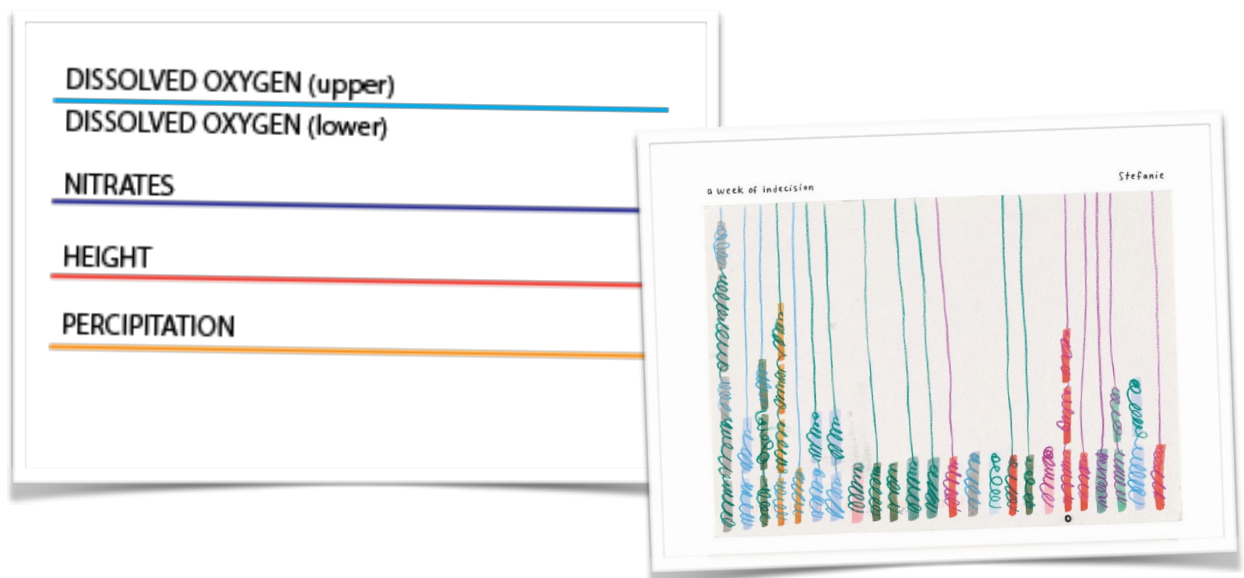 DISSOLVED OXYGEN (upper)
DISSOLVED OXYGEN (lower)
NITRATES
HEIGHT
PERCIPITATION
a week of indecision
Stefanie